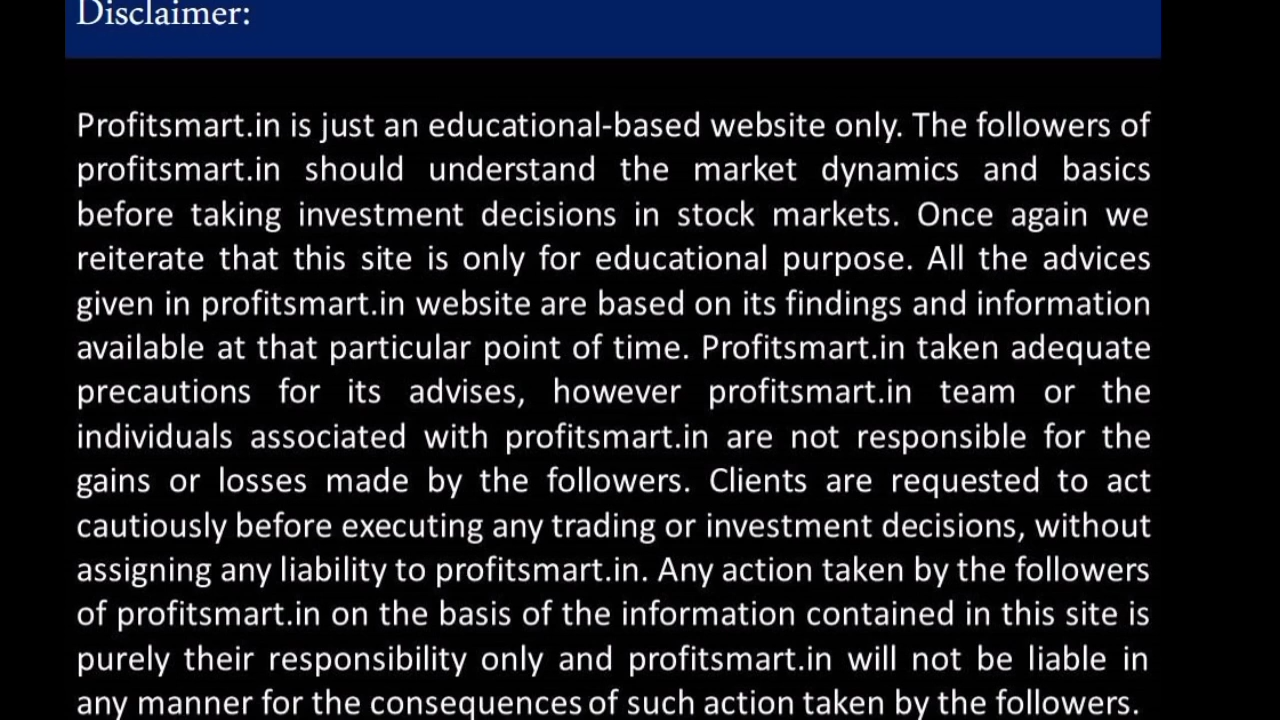 Disclaimer:
Profitsmart.in is just an educational-based website only. The followers of
profitsmart.in should understand the market dynamics and basics
before taking investment decisions in stock markets. Once again we
reiterate that this site is only for educational purpose. All the advices
given in profitsmart.in website are based on its findings and information
available at that particular point of time. Profitsmart.in taken adequate
precautions for its advises, however profitsmart.in team or the
individuals associated with profitsmart.in are not responsible for the
gains or losses made by the followers. Clients are requested to act
cautiously before executing any trading or investment decisions, without
assigning any liability to profitsmart.in. Any action taken by the followers
of profitsmart.in on the basis of the information contained in this site is
purely their responsibility only and profitsmart.in will not be liable in
any manner for the consequences of such action taken by the followers.